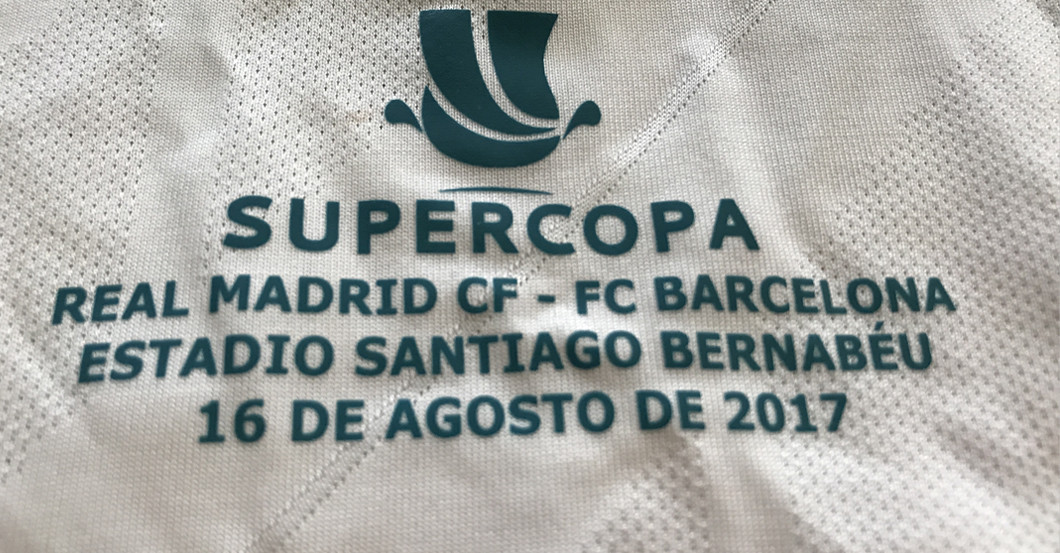 SUPERCOPA
REAL MADRID CF - FC BARCELONA
ESTADIO SANTIAGO BERNABÉU
16 DE AGOSTO DE 2017